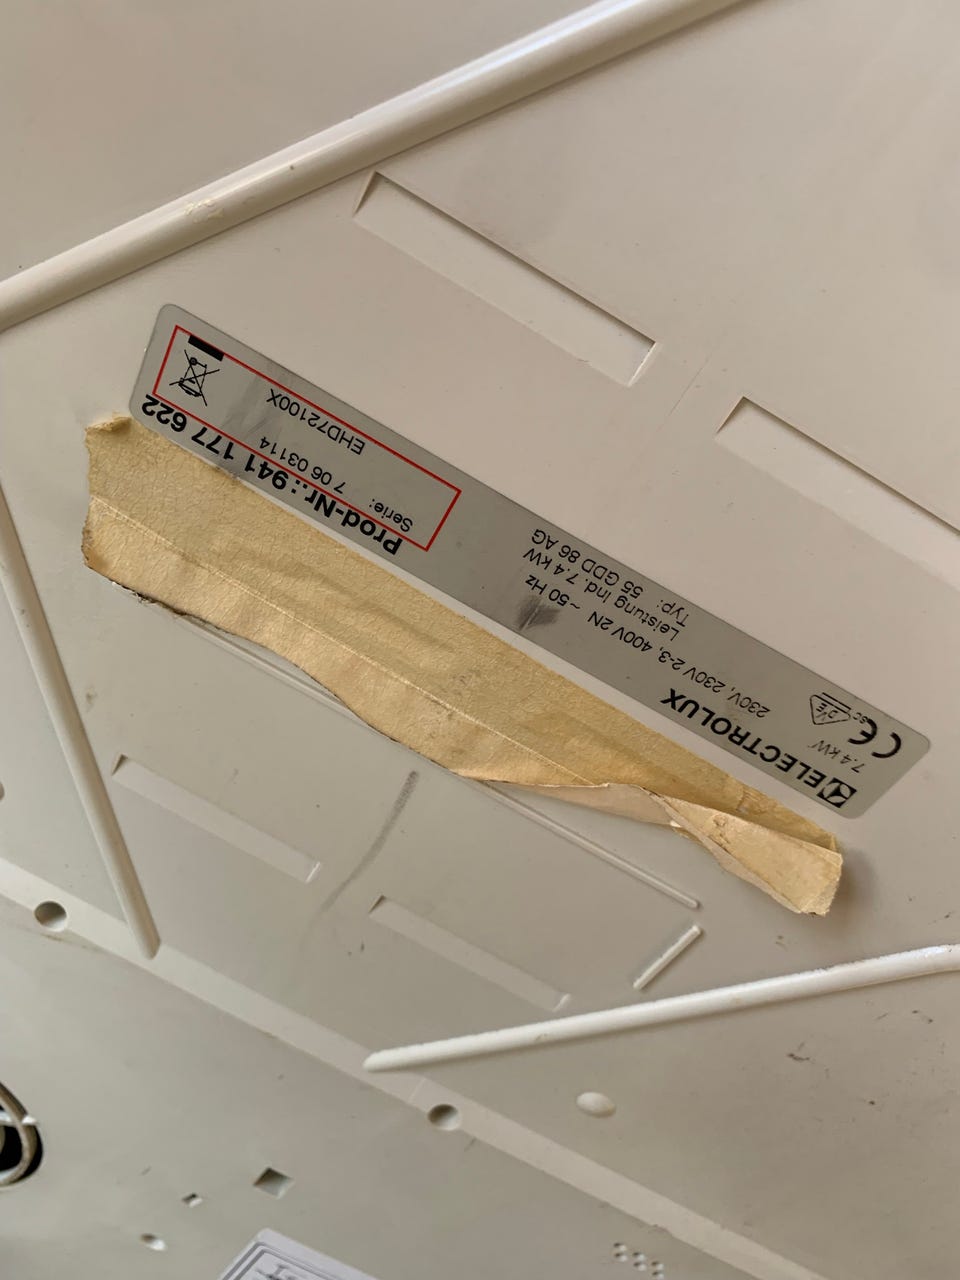 ELECTROLUX
230V, 230V 2-3, 400V 2N ~50 Hz
Leistung Ind. 7.4 kW
Typ: 55 GDD 86 AG
7.4 kW
CE
DVE
Prod-Nr.: 941 177 622
Serie: 7 06 03114
EHD72100X